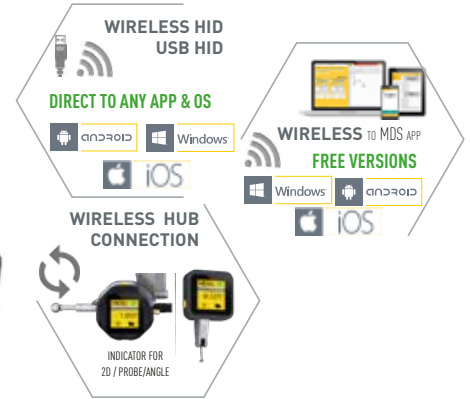 WIRELESS HID
USB HID
DIRECT TO ANY APP & OS
ANDROID Windows
iOS
WIRELESS TO MDS APP
FREE VERSIONS
Windows ANDROID
iOS
WIRELESS HUB
CONNECTION
INDICATOR FOR
2D / PROBE/ANGLE